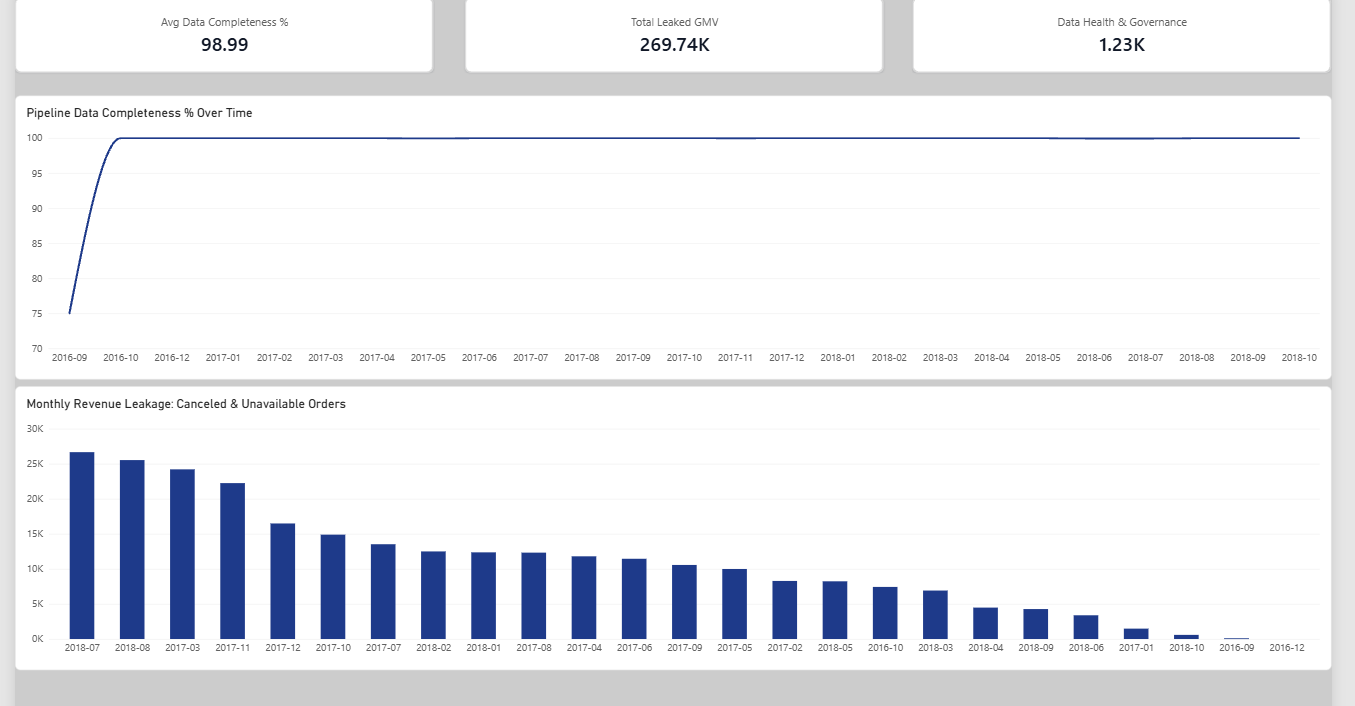 Avg Data Completeness %
98.99
Total Leaked GMV
269.74K
Data Health & Governance
1.23K
Pipeline Data Completeness % Over Time
100
95
90
85
80
75
70
2016-09 2016-10 2016-12 2017-01 2017-02 2017-03 2017-04 2017-05 2017-06 2017-07 2017-08 2017-09 2017-10 2017-11 2017-12 2018-01 2018-02 2018-03 2018-04 2018-05 2018-06 2018-07 2018-08 2018-09 2018-10
Monthly Revenue Leakage: Canceled & Unavailable Orders
30K
25K
20K
15K
10K
5K
0K
2018-07 2018-08 2017-03 2017-11 2017-12 2017-10 2017-07 2018-02 2018-01 2017-08 2017-04 2017-06 2017-09 2017-05 2017-02 2018-05 2016-10 2018-03 2018-04 2018-09 2018-06 2017-01 2018-10 2016-09 2016-12